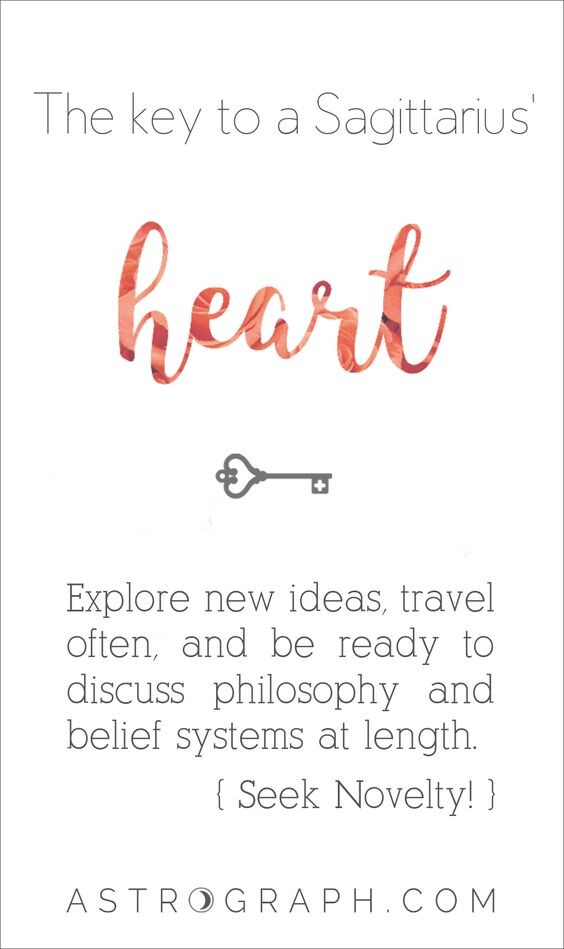 The key to a Sagittarius'
heart
Explore new ideas, travel
often, and be ready to
discuss philosophy and
belief systems at length.
{ Seek Novelty! }
ASTROGRAPH.COM